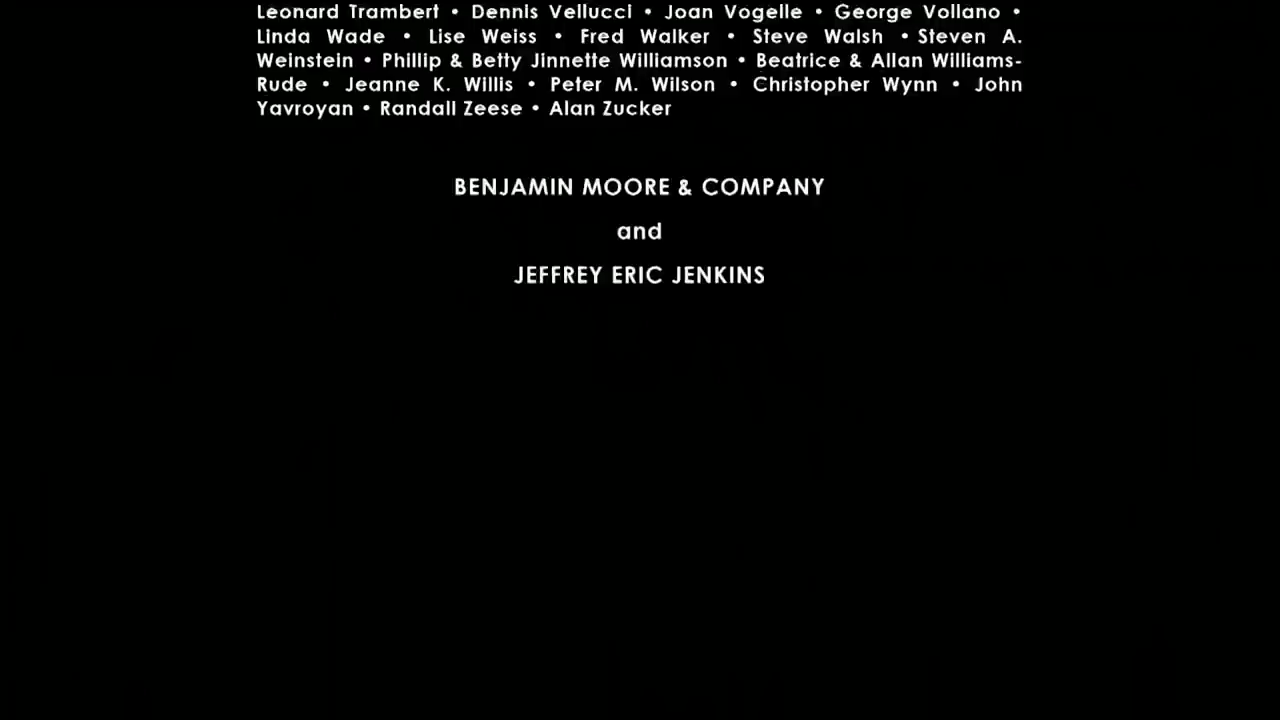 Leonard Trambert • Dennis Vellucci • Joan Vogelle • George Vollano •
Linda Wade • Lise Weiss • Fred Walker • Steve Walsh • Steven A.
Weinstein • Phillip & Betty Jinnette Williamson • Beatrice & Allan Williams-
Rude • Jeanne K. Willis • Peter M. Wilson • Christopher Wynn • John
Yavroyan • Randall Zeese • Alan Zucker
BENJAMIN MOORE & COMPANY
and
JEFFREY ERIC JENKINS